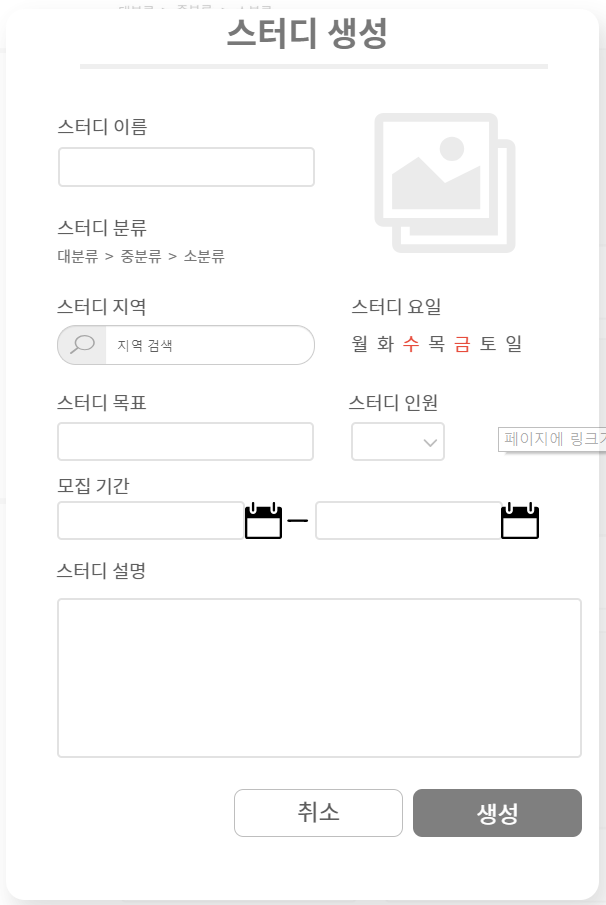 스터디 생성
스터디 이름
스터디 분류
대분류 > 중분류 > 소분류
스터디 지역
스터디 요일
지역 검색
월 화 수 목 금 토 일
스터디 목표
스터디 인원
페이지에 링크
모집 기간
스터디 설명
취소
생성